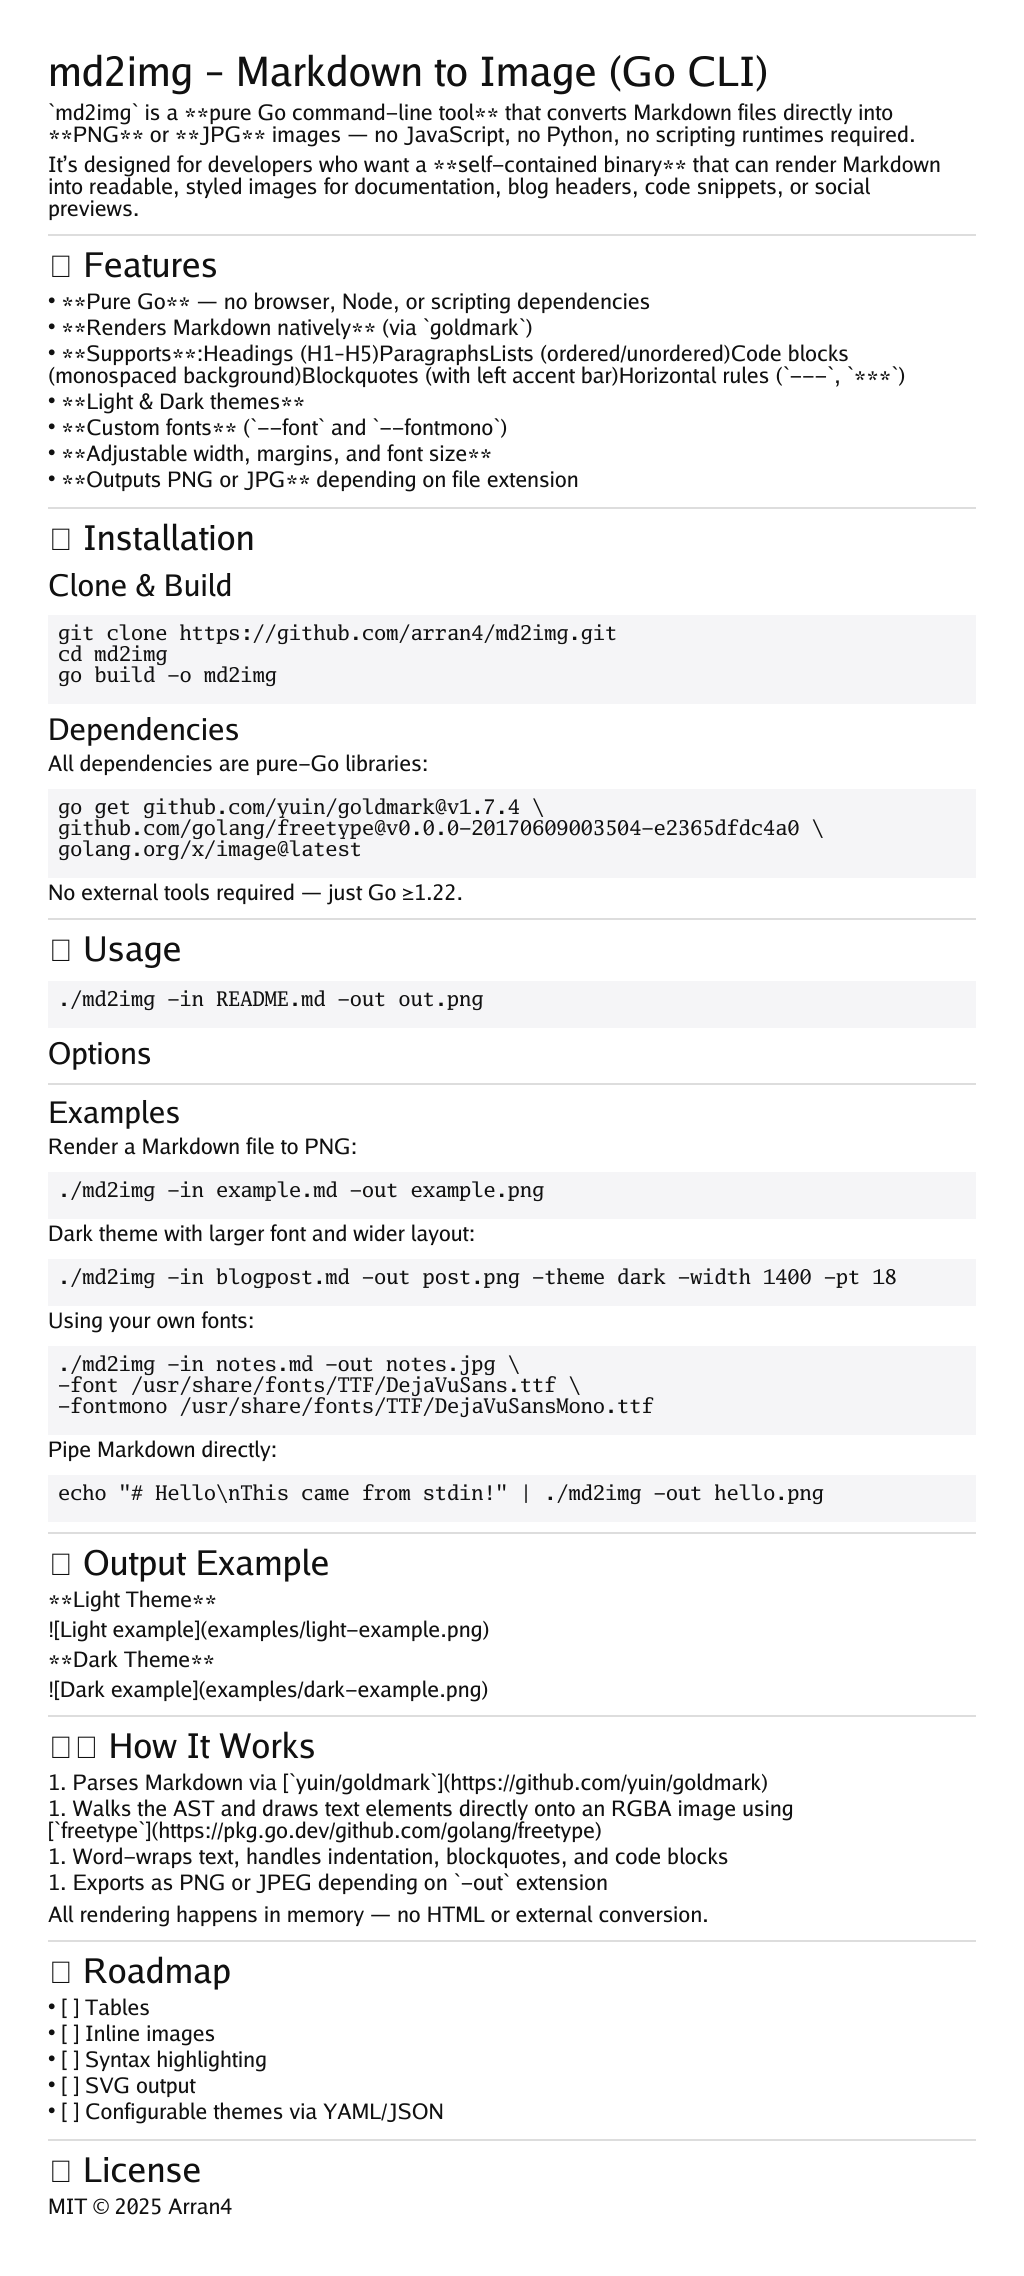 md2img – Markdown to Image (Go CLI)
`md2img` is a **pure Go command-line tool** that converts Markdown files directly into
**PNG** or **JPG** images — no JavaScript, no Python, no scripting runtimes required.
It’s designed for developers who want a **self-contained binary** that can render Markdown
into readable, styled images for documentation, blog headers, code snippets, or social
previews.
□ Features
• **Pure Go** — no browser, Node, or scripting dependencies
• **Renders Markdown natively** (via `goldmark`)
• **Supports**:Headings (H1–H5)ParagraphsLists (ordered/unordered)Code blocks
(monospaced background)Blockquotes (with left accent bar)Horizontal rules (`---`, `***`)
• **Light & Dark themes**
• **Custom fonts** (`--font` and `--fontmono`)
• **Adjustable width, margins, and font size**
• **Outputs PNG or JPG** depending on file extension
□ Installation
Clone & Build
git clone https://github.com/arran4/md2img.git
cd md2img
go build -o md2img
Dependencies
All dependencies are pure-Go libraries:
go get github.com/yuin/goldmark@v1.7.4 \
github.com/golang/freetype@v0.0.0-20170609003504-e2365dfdc4a0 \
golang.org/x/image@latest
No external tools required — just Go ≥1.22.
□ Usage
./md2img -in README.md -out out.png
Options
Examples
Render a Markdown file to PNG:
./md2img -in example.md -out example.png
Dark theme with larger font and wider layout:
./md2img -in blogpost.md -out post.png -theme dark -width 1400 -pt 18
Using your own fonts:
./md2img -in notes.md -out notes.jpg \
-font /usr/share/fonts/TTF/DejaVuSans.ttf \
-fontmono /usr/share/fonts/TTF/DejaVuSansMono.ttf
Pipe Markdown directly:
echo "# Hello\nThis came from stdin!" | ./md2img -out hello.png
□ Output Example
**Light Theme**
![Light example](examples/light-example.png)
**Dark Theme**
![Dark example](examples/dark-example.png)
□□ How It Works
1. Parses Markdown via [`yuin/goldmark`](https://github.com/yuin/goldmark)
1. Walks the AST and draws text elements directly onto an RGBA image using
[`freetype`](https://pkg.go.dev/github.com/golang/freetype)
1. Word-wraps text, handles indentation, blockquotes, and code blocks
1. Exports as PNG or JPEG depending on `-out` extension
All rendering happens in memory — no HTML or external conversion.
□ Roadmap
• [ ] Tables
• [ ] Inline images
• [ ] Syntax highlighting
• [ ] SVG output
• [ ] Configurable themes via YAML/JSON
□ License
MIT © 2025 Arran4